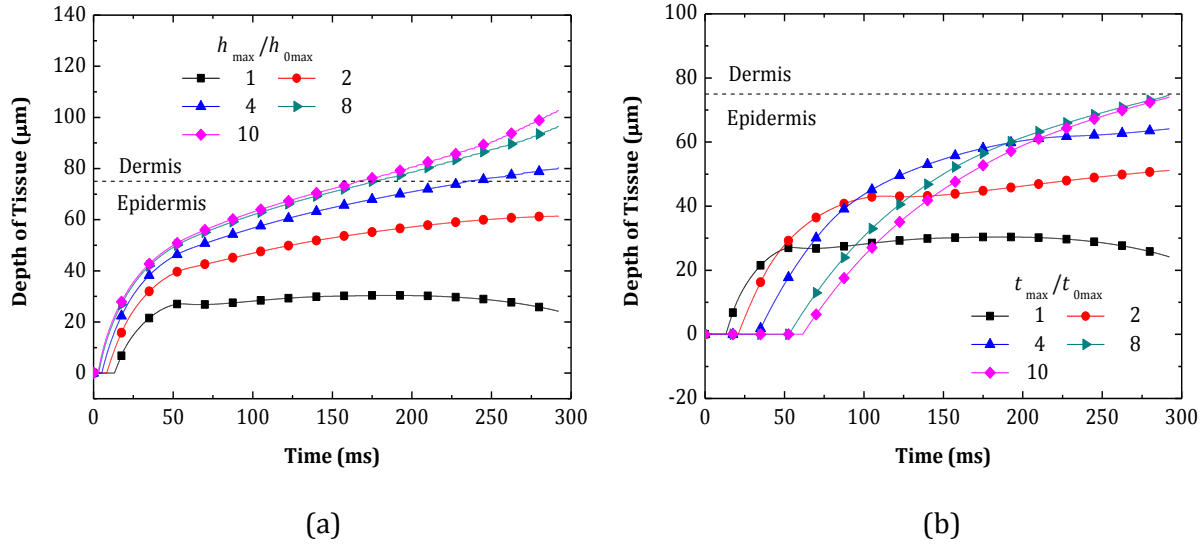 140
120
100
80
60
40
20
0
0 50 100 150 200 250 300
Depth of Tissue (µm)
Time (ms)
h max / h 0max
1 2
4 8
10
Dermis
Epidermis
(a)
100
80
60
40
20
0
-20
0 50 100 150 200 250 300
Depth of Tissue (µm)
Time (ms)
Dermis
Epidermis
t max / t 0max
1 2
4 8
10
(b)